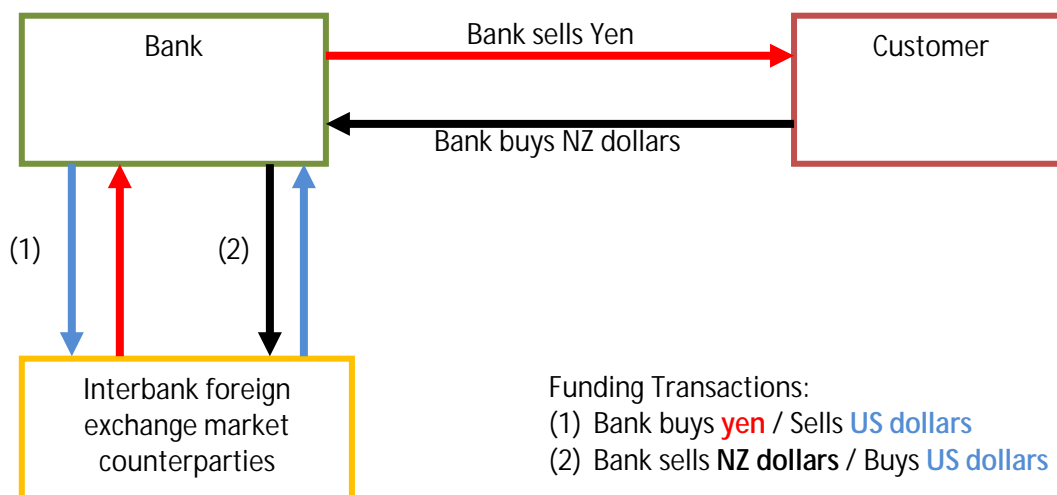 Bank
Bank sells Yen
Customer
Bank buys NZ dollars
(1)
(2)
Interbank foreign
exchange market
counterparties
Funding Transactions:
(1) Bank buys yen / Sells US dollars
(2) Bank sells NZ dollars / Buys US dollars